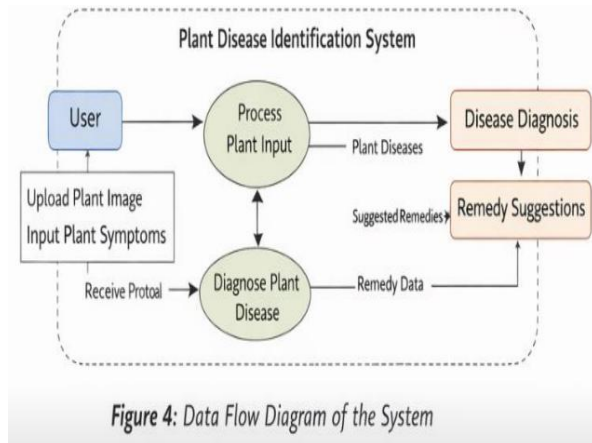 Plant Disease Identification System
User
Process
Plant Input
Disease Diagnosis
Plant Diseases
Upload Plant Image
Input Plant Symptoms
Suggested Remedies
Remedy Suggestions
Receive Protoal
Diagnose Plant
Disease
Remedy Data
Figure 4: Data Flow Diagram of the System